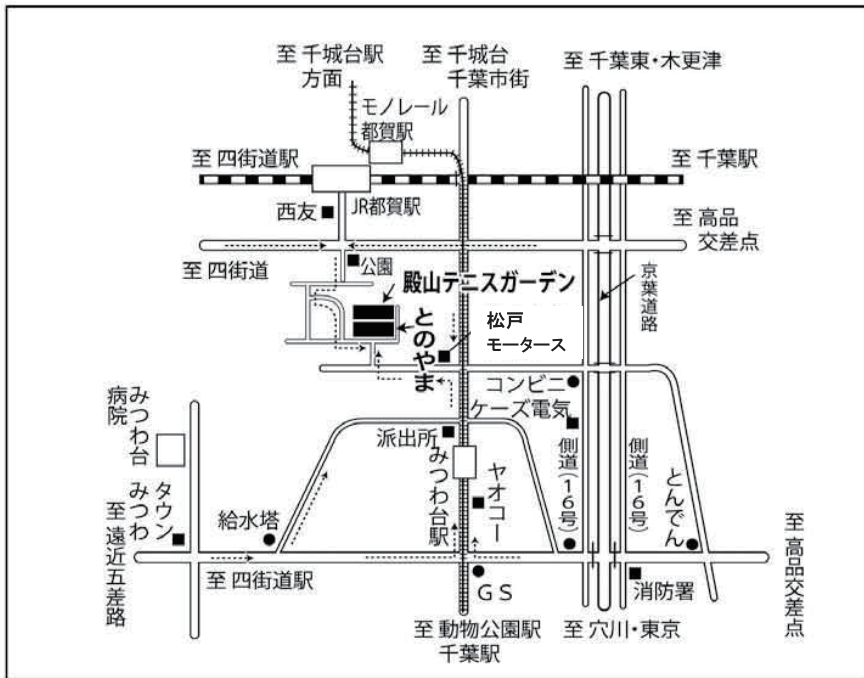 至 千城台駅
方面
至 千城台
千葉市街
至 千葉東・木更津
モノレール
都賀駅
至 四街道駅
至 千葉駅
西友
JR都賀駅
至 高品
交差点
至 四街道
公園
殿山テニスガーデン
京葉道路
とのやま
松戸
モータース
コンビニ
ケーズ電気
みつわ台
病院
派出所
みつわ台駅
ヤオコー
側道(16号)
側道(16号)
とんでん
みつわ
タウン
給水塔
至 遠近五差路
至 四街道駅
GS
消防署
至 高品交差点
至 動物公園駅
千葉駅
至 穴川・東京